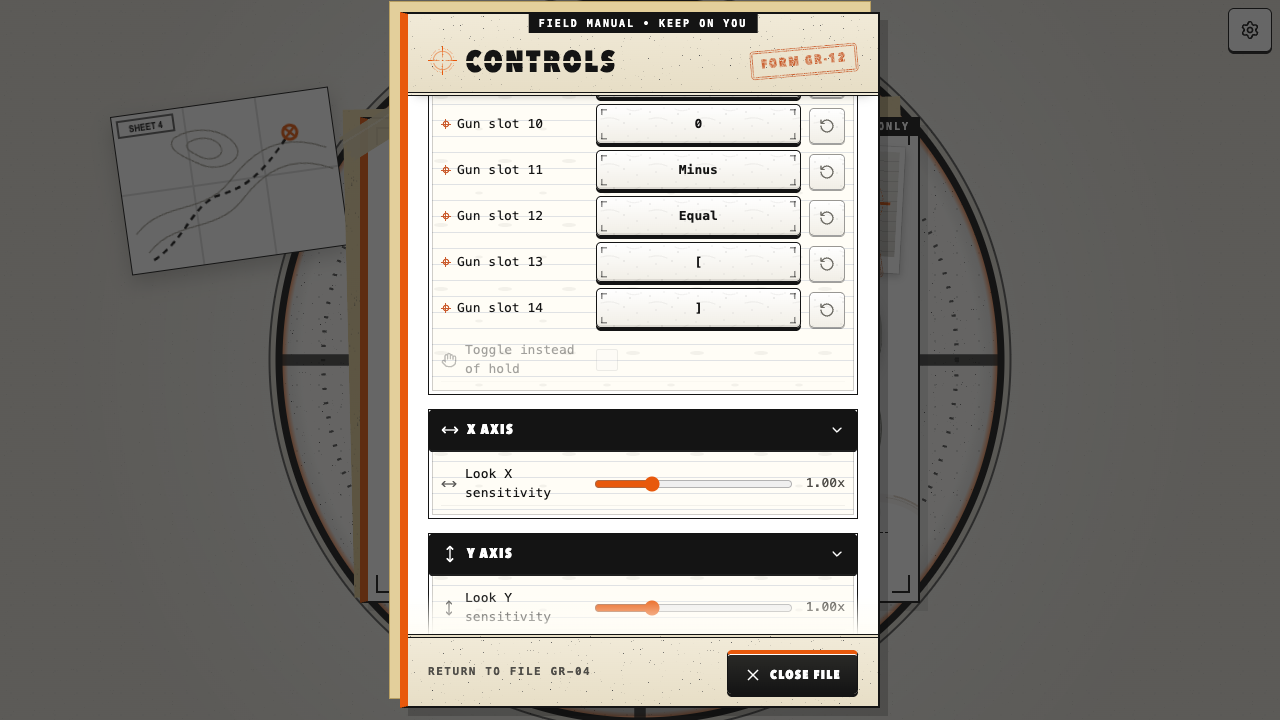 FIELD MANUAL • KEEP ON YOU
CONTROLS
FORM GR-12
SHEET 4
ONLY
Gun slot 10
0
Gun slot 11
Minus
Gun slot 12
Equal
Gun slot 13
[
Gun slot 14
]
Toggle instead
of hold
X AXIS
Look X
sensitivity
1.00x
Y AXIS
Look Y
sensitivity
1.00x
RETURN TO FILE GR-04
CLOSE FILE